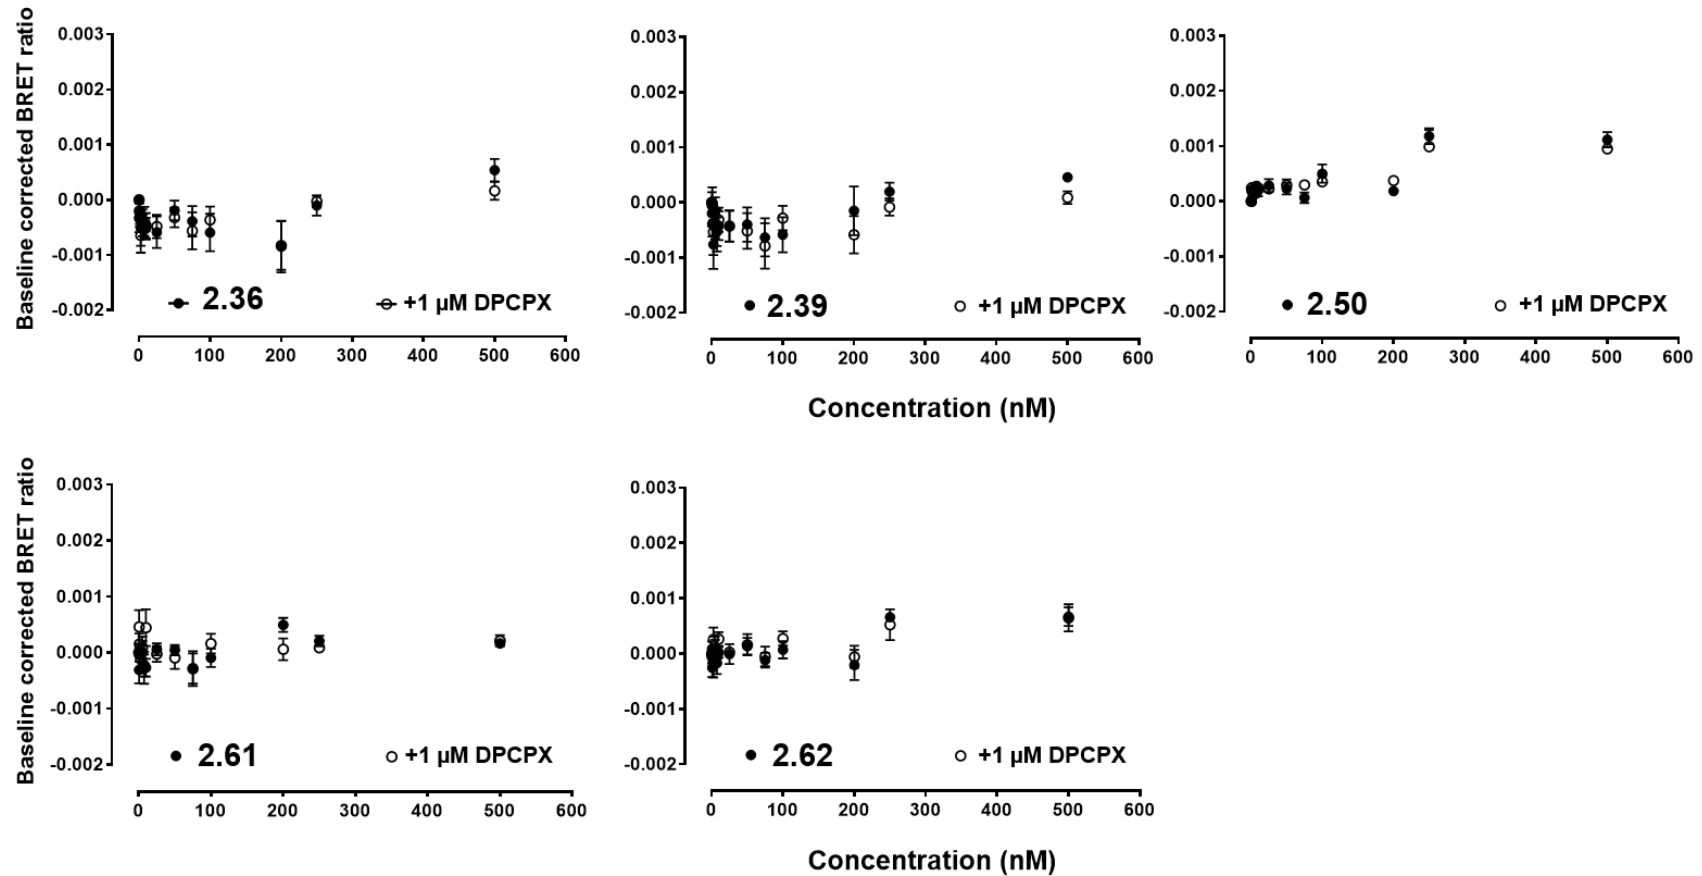 Baseline corrected BRET ratio
0.003
0.002
0.001
0.000
-0.001
-0.002
2.36
+1 µM DPCPX
0 100 200 300 400 500 600
0.003
0.002
0.001
0.000
-0.001
-0.002
2.39
+1 µM DPCPX
0 100 200 300 400 500 600
0.003
0.002
0.001
0.000
-0.001
-0.002
2.50
+1 µM DPCPX
0 100 200 300 400 500 600
Concentration (nM)
Baseline corrected BRET ratio
0.003
0.002
0.001
0.000
-0.001
-0.002
2.61
+1 µM DPCPX
0 100 200 300 400 500 600
0.003
0.002
0.001
0.000
-0.001
-0.002
2.62
+1 µM DPCPX
0 100 200 300 400 500 600
Concentration (nM)